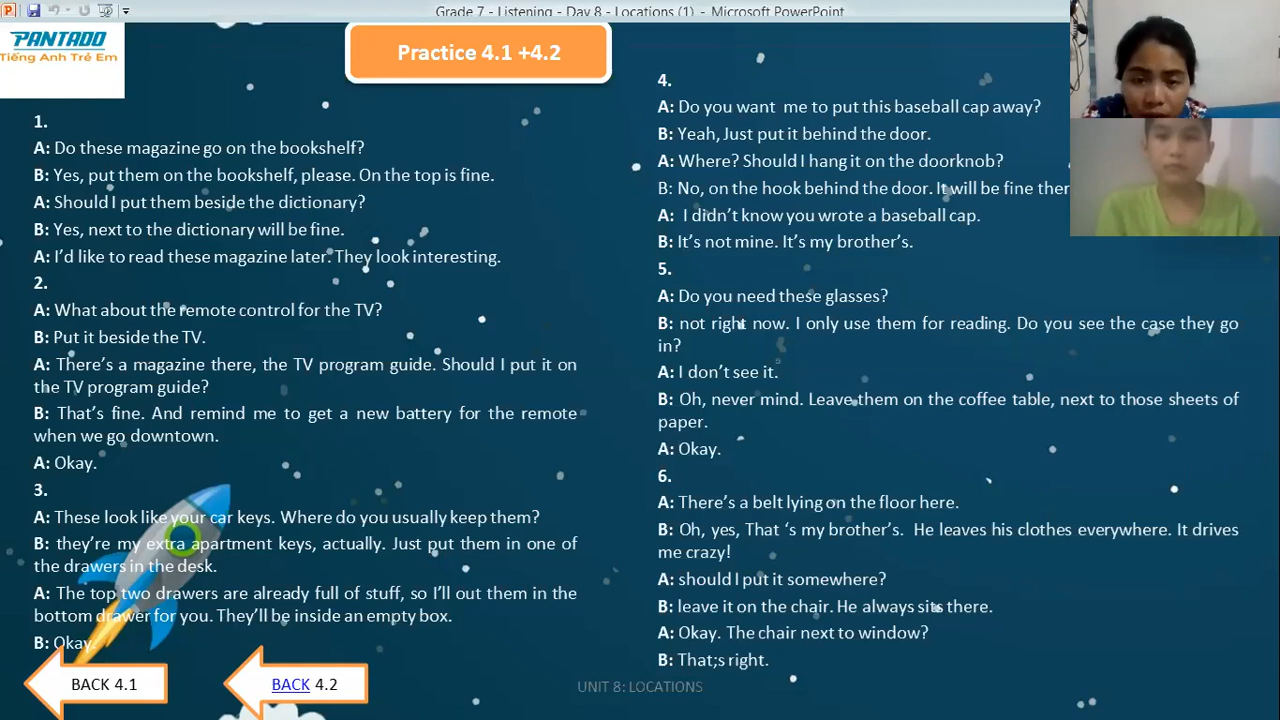 Grade 7 - Listening - Day 8 - Locations (1) - Microsoft PowerPoint
PANTADO
Tiếng Anh Trẻ Em
Practice 4.1 +4.2
1.
A: Do these magazine go on the bookshelf?
B: Yes, put them on the bookshelf, please. On the top is fine.
A: Should I put them beside the dictionary?
B: Yes, next to the dictionary will be fine.
A: I'd like to read these magazine later. They look interesting.
2.
A: What about the remote control for the TV?
B: Put it beside the TV.
A: There's a magazine there, the TV program guide. Should I put it on
the TV program guide?
B: That's fine. And remind me to get a new battery for the remote
when we go downtown.
A: Okay.
3.
A: These look like your car keys. Where do you usually keep them?
B: they're my extra apartment keys, actually. Just put them in one of
the drawers in the desk.
A: The top two drawers are already full of stuff, so I'll out them in the
bottom drawer for you. They'll be inside an empty box.
B: Okay.
BACK 4.1
BACK 4.2
4.
A: Do you want me to put this baseball cap away?
B: Yeah, Just put it behind the door.
A: Where? Should I hang it on the doorknob?
B: No, on the hook behind the door. It will be fine
A: I didn't know you wrote a baseball cap.
B: It's not mine. It's my brother's.
5.
A: Do you need these glasses?
B: not right now. I only use them for reading. Do you see the case they go
in?
A: I don't see it.
B: Oh, never mind. Leave them on the coffee table, next to those sheets of
paper.
A: Okay.
6.
A: There's a belt lying on the floor here.
B: Oh, yes, That 's my brother's. He leaves his clothes everywhere. It drives
me crazy!
A: should I put it somewhere?
B: leave it on the chair. He always sits there.
A: Okay. The chair next to window?
B: That;s right.
UNIT 8: LOCATIONS